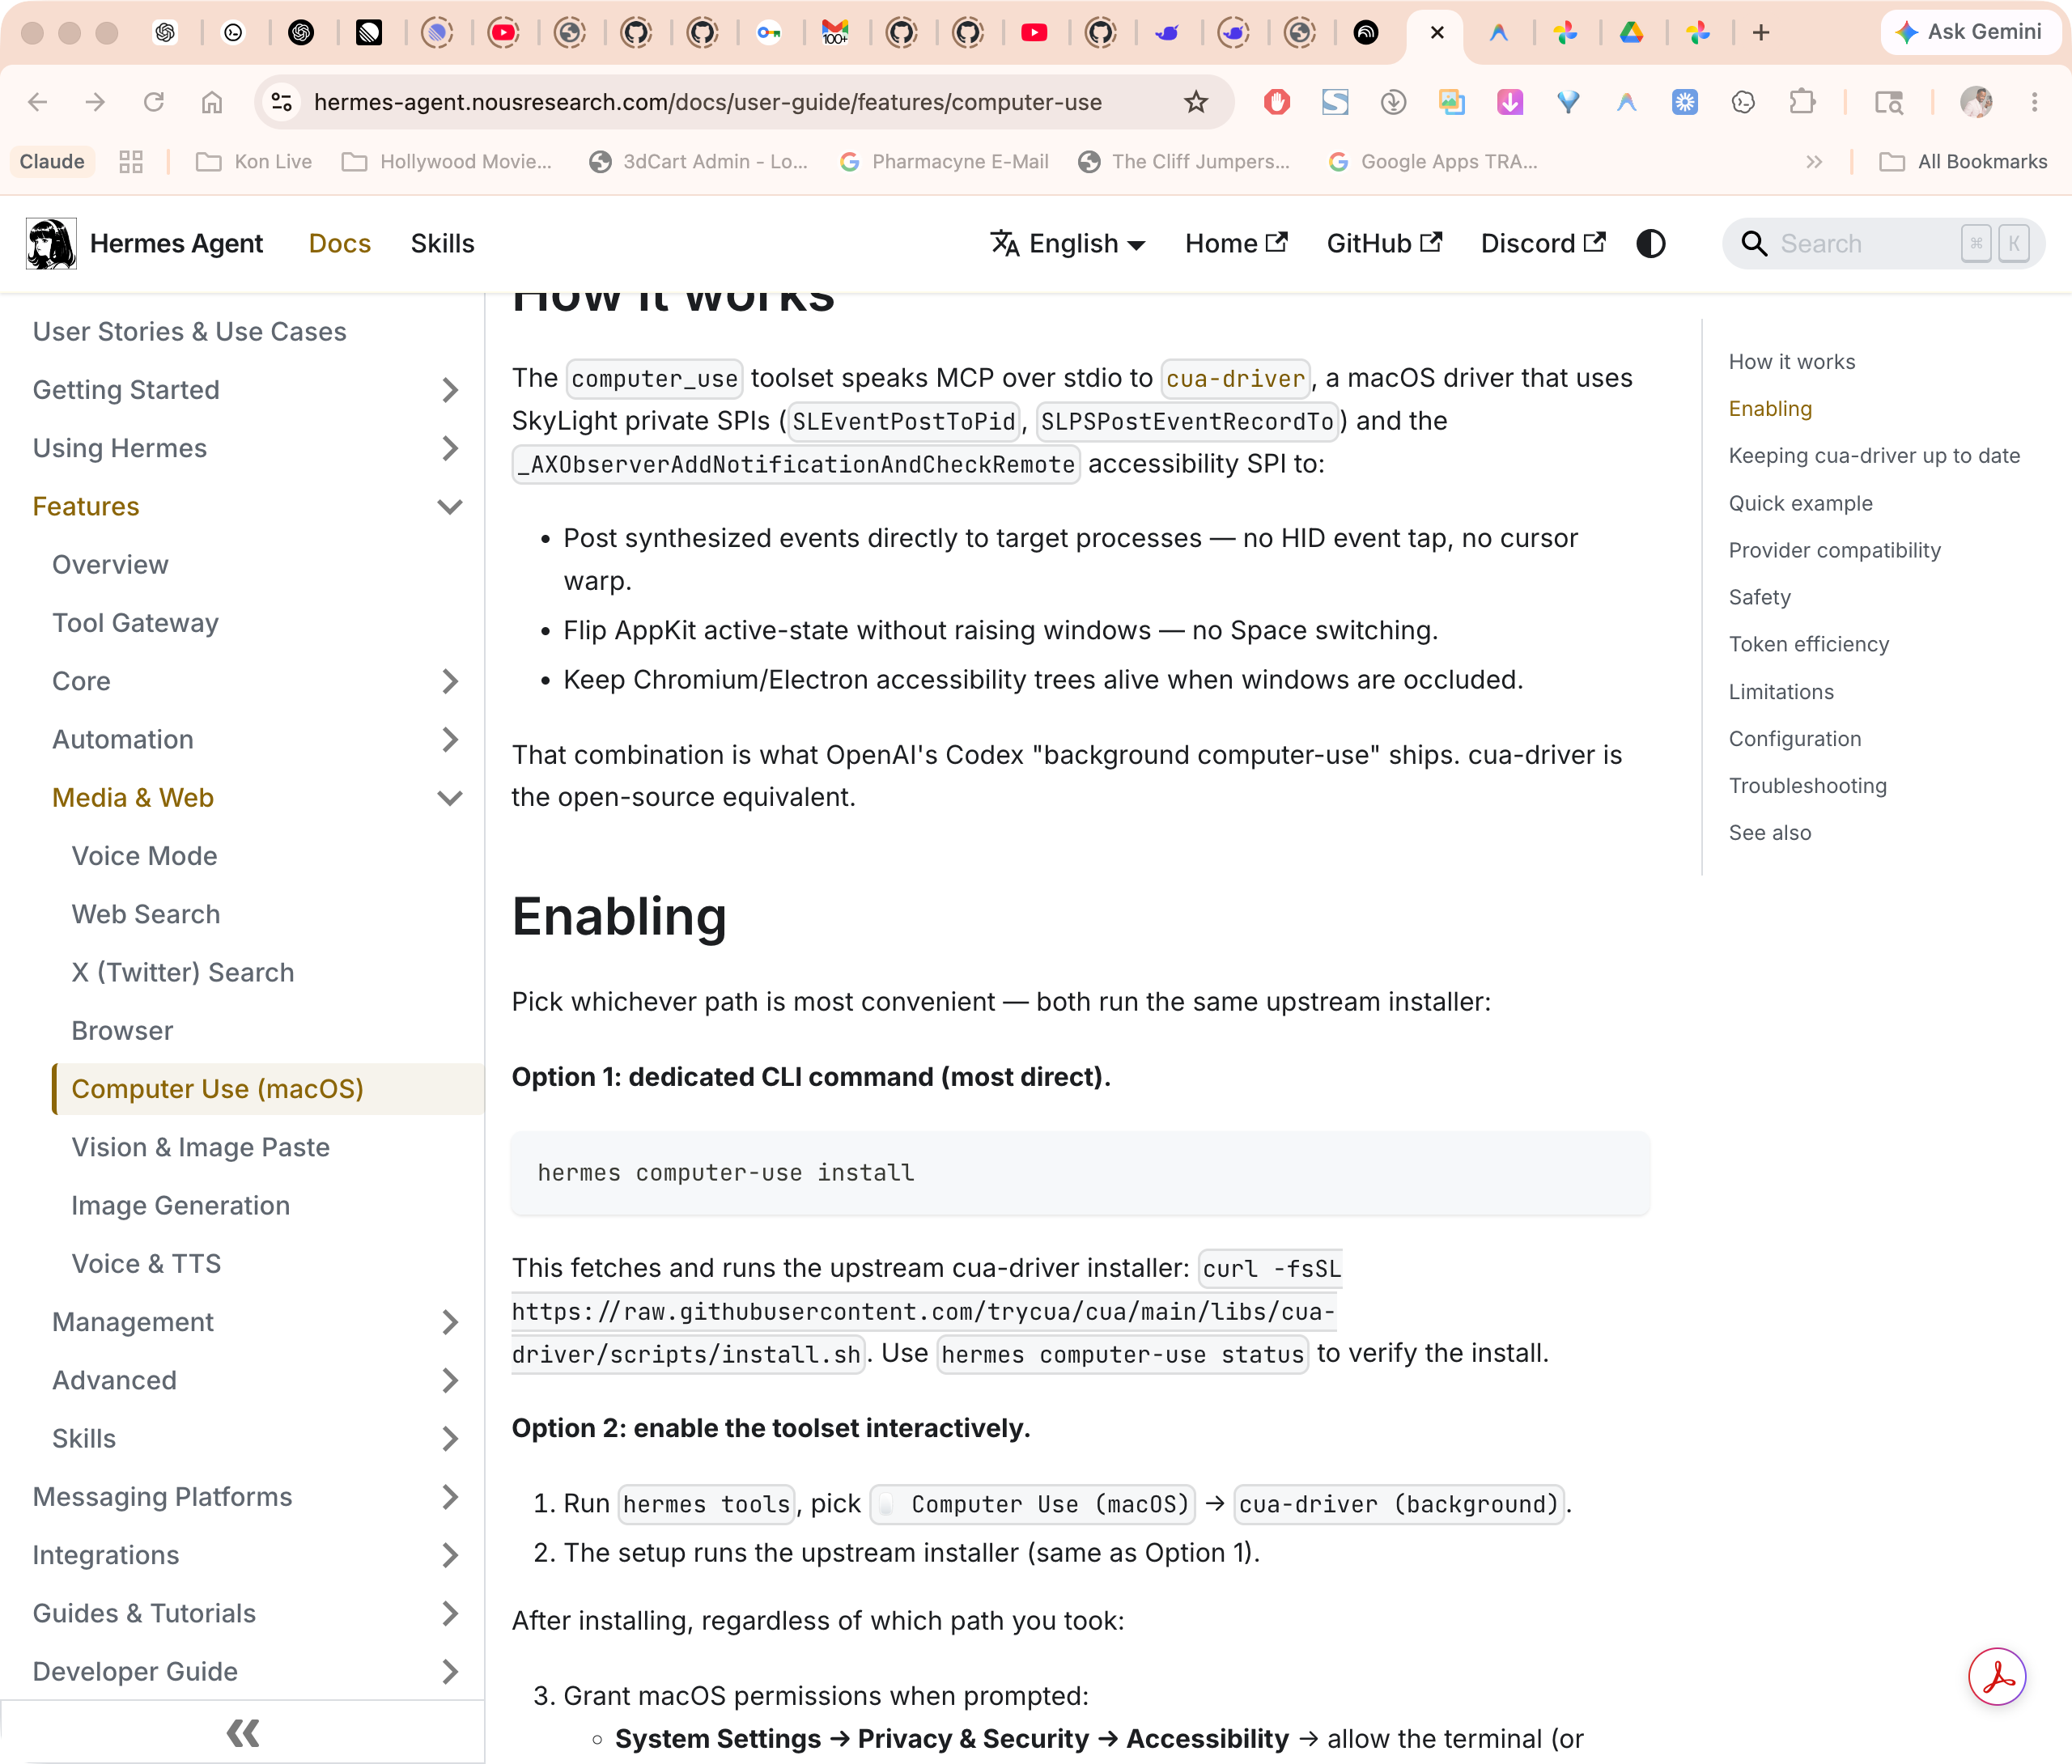 100+
Ask Gemini
hermes-agent.nousresearch.com/docs/user-guide/features/computer-use
Claude
Kon Live
Hollywood Movie...
3dCart Admin - Lo...
Pharmacyne E-Mail
The Cliff Jumpers...
Google Apps TRA...
All Bookmarks
Hermes Agent
Docs
Skills
English
Home
GitHub
Discord
Search
⌘ K
User Stories & Use Cases
Getting Started
Using Hermes
Features
Overview
Tool Gateway
Core
Automation
Media & Web
Voice Mode
Web Search
X (Twitter) Search
Browser
Computer Use (macOS)
Vision & Image Paste
Image Generation
Voice & TTS
Management
Advanced
Skills
Messaging Platforms
Integrations
Guides & Tutorials
Developer Guide
How it works
The computer_use toolset speaks MCP over stdio to cua-driver, a macOS driver that uses
SkyLight private SPIs (SLEventPostToPid, SLPSPostEventRecordTo) and the
_AXObserverAddNotificationAndCheckRemote accessibility SPI to:
• Post synthesized events directly to target processes — no HID event tap, no cursor
warp.
• Flip AppKit active-state without raising windows — no Space switching.
• Keep Chromium/Electron accessibility trees alive when windows are occluded.
That combination is what OpenAI's Codex "background computer-use" ships. cua-driver is
the open-source equivalent.
Enabling
Pick whichever path is most convenient — both run the same upstream installer:
Option 1: dedicated CLI command (most direct).
hermes computer-use install
This fetches and runs the upstream cua-driver installer: curl -fsSL
https://raw.githubusercontent.com/trycua/cua/main/libs/cua-
driver/scripts/install.sh. Use hermes computer-use status to verify the install.
Option 2: enable the toolset interactively.
1. Run hermes tools, pick Computer Use (macOS) → cua-driver (background).
2. The setup runs the upstream installer (same as Option 1).
After installing, regardless of which path you took:
3. Grant macOS permissions when prompted:
◦ System Settings → Privacy & Security → Accessibility → allow the terminal (or
How it works
Enabling
Keeping cua-driver up to date
Quick example
Provider compatibility
Safety
Token efficiency
Limitations
Configuration
Troubleshooting
See also